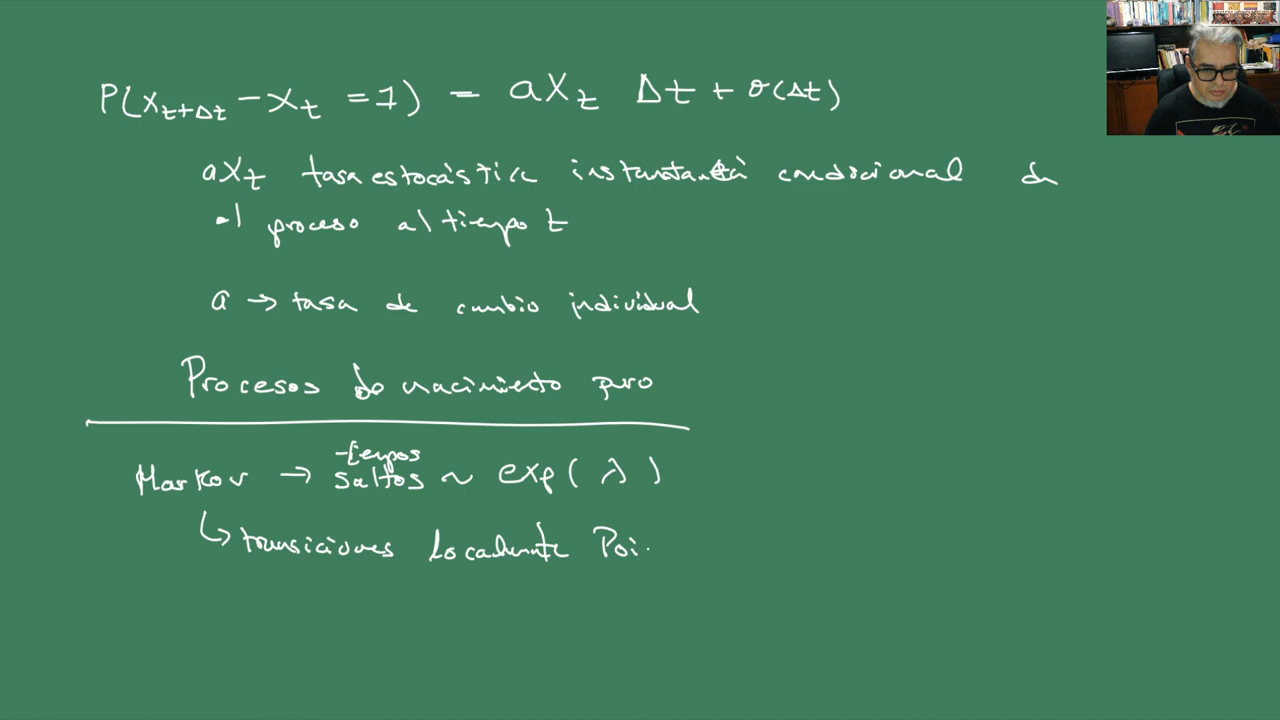 P(X_{t+Δt} - X_t = 1) = aX_t Δt + o(Δt)
aX_t tasa estocástica instantánea condicional de
el proceso al tiempo t
a → tasa de cambio individual
Procesos de nacimiento puro
tiempos
Markov → saltos ~ exp(λ)
↳ transiciones localmente Poi